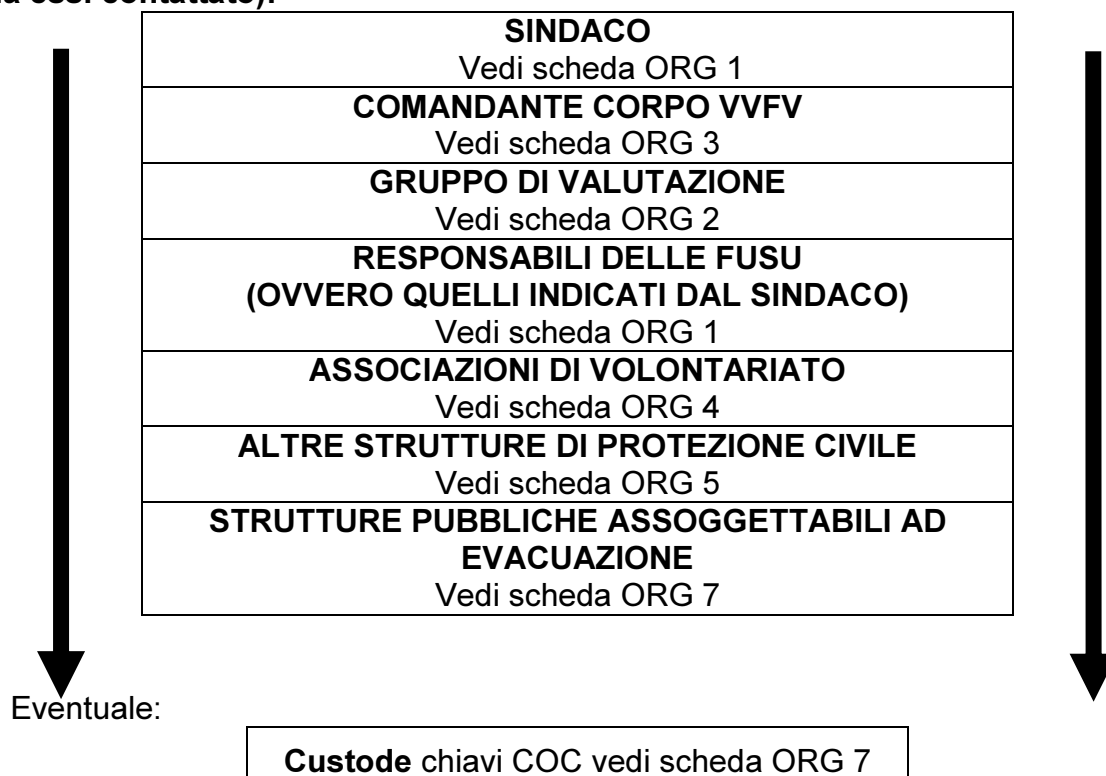 SINDACO
Vedi scheda ORG 1
COMANDANTE CORPO VVFV
Vedi scheda ORG 3
GRUPPO DI VALUTAZIONE
Vedi scheda ORG 2
RESPONSABILI DELLE FUSU
(OVVERO QUELLI INDICATI DAL SINDACO)
Vedi scheda ORG 1
ASSOCIAZIONI DI VOLONTARIATO
Vedi scheda ORG 4
ALTRE STRUTTURE DI PROTEZIONE CIVILE
Vedi scheda ORG 5
STRUTTURE PUBBLICHE ASSOGGETTABILI AD
EVACUAZIONE
Vedi scheda ORG 7
Eventuale:
Custode chiavi COC vedi scheda ORG 7